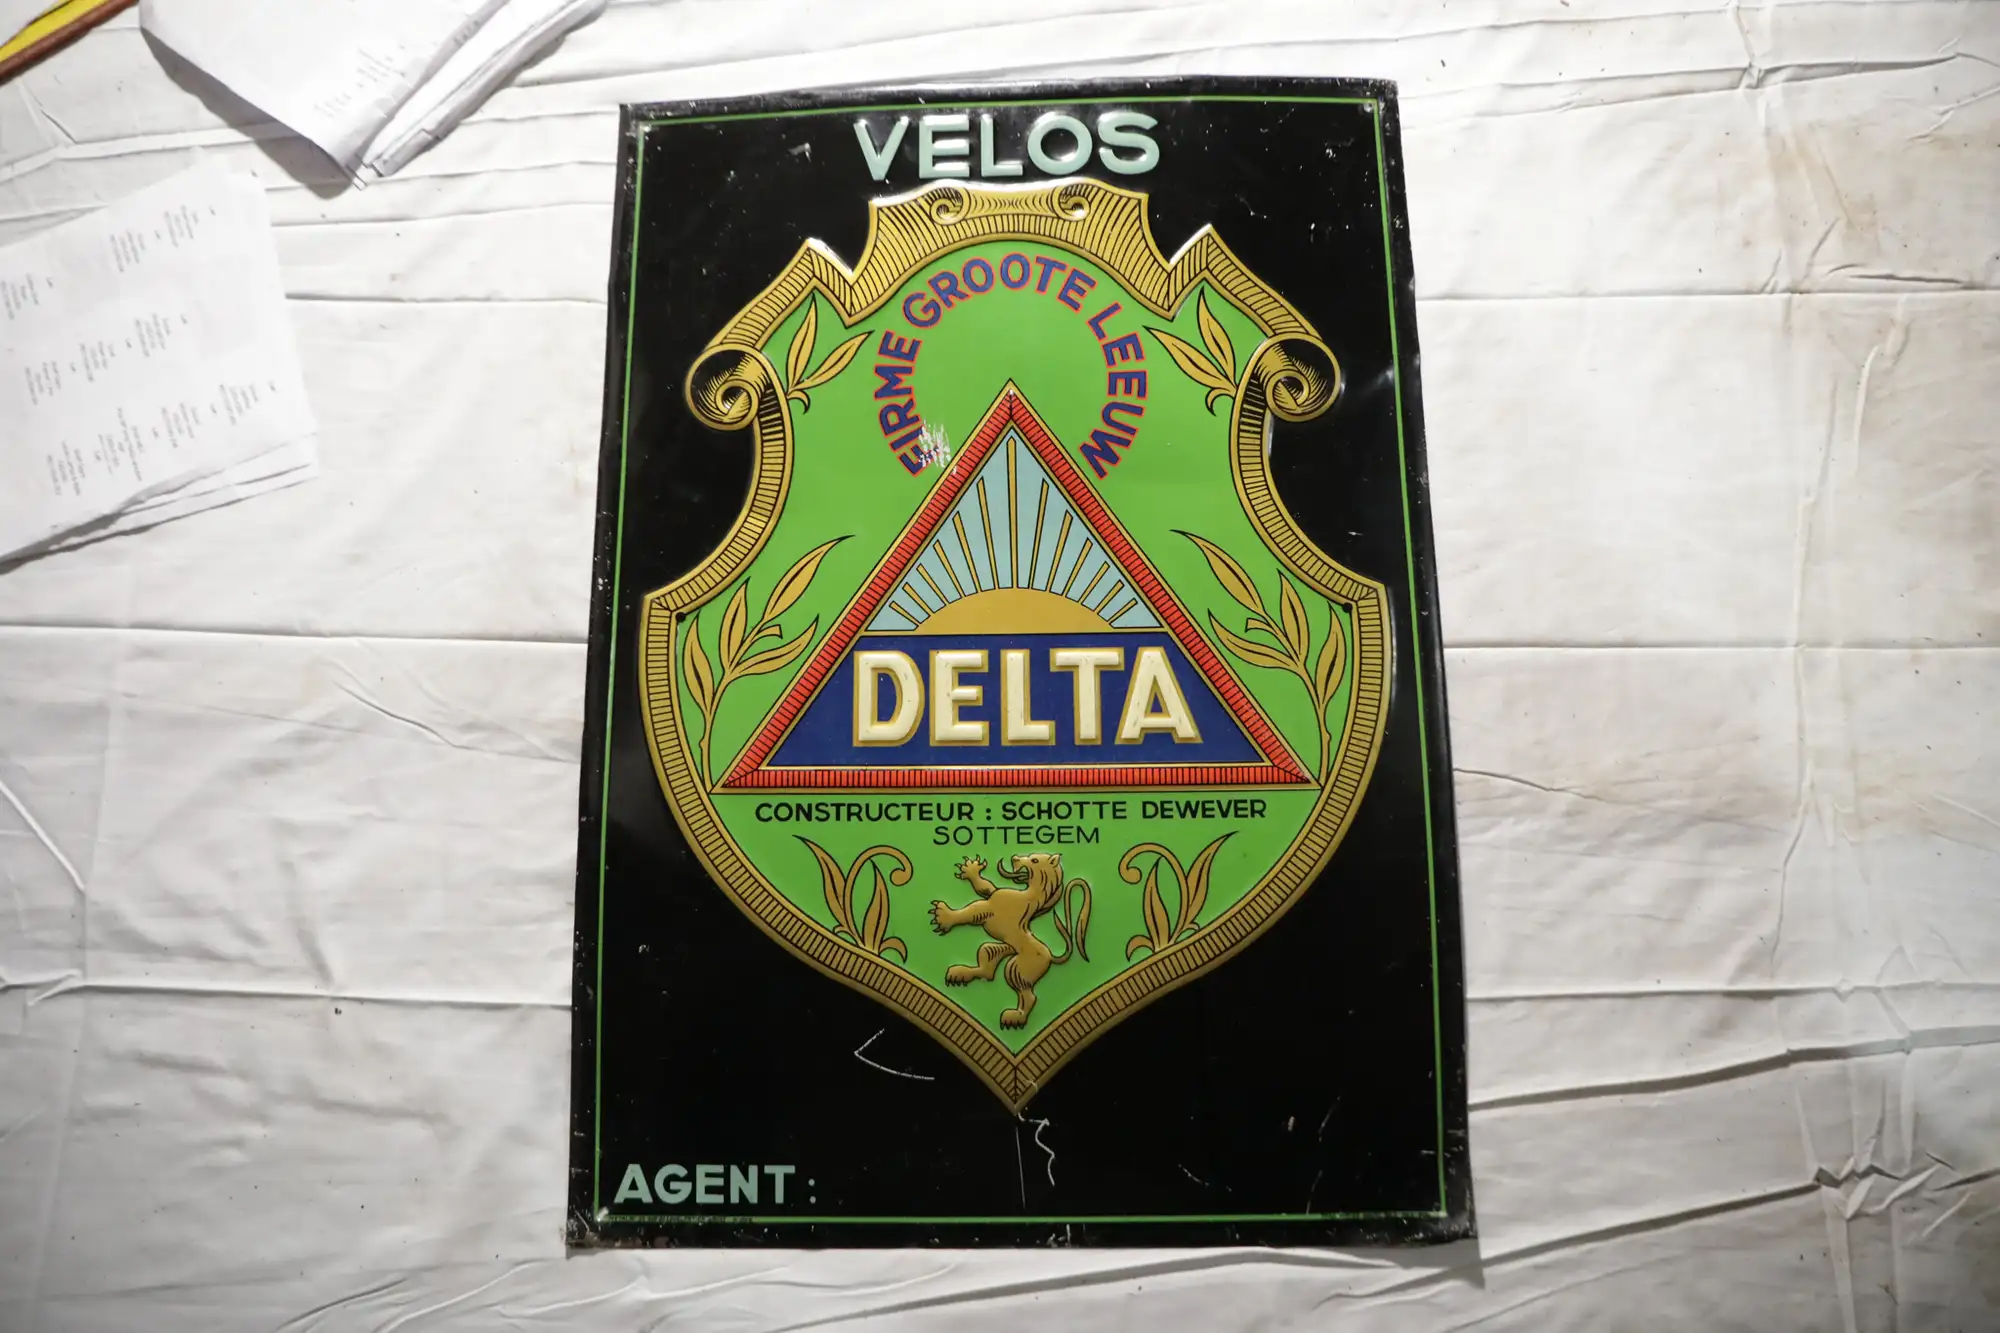 VELOS
FIRME GROOTE LEEUW
DELTA
CONSTRUCTEUR : SCHOTTE DEWEVER
SOTTEGEM
AGENT :